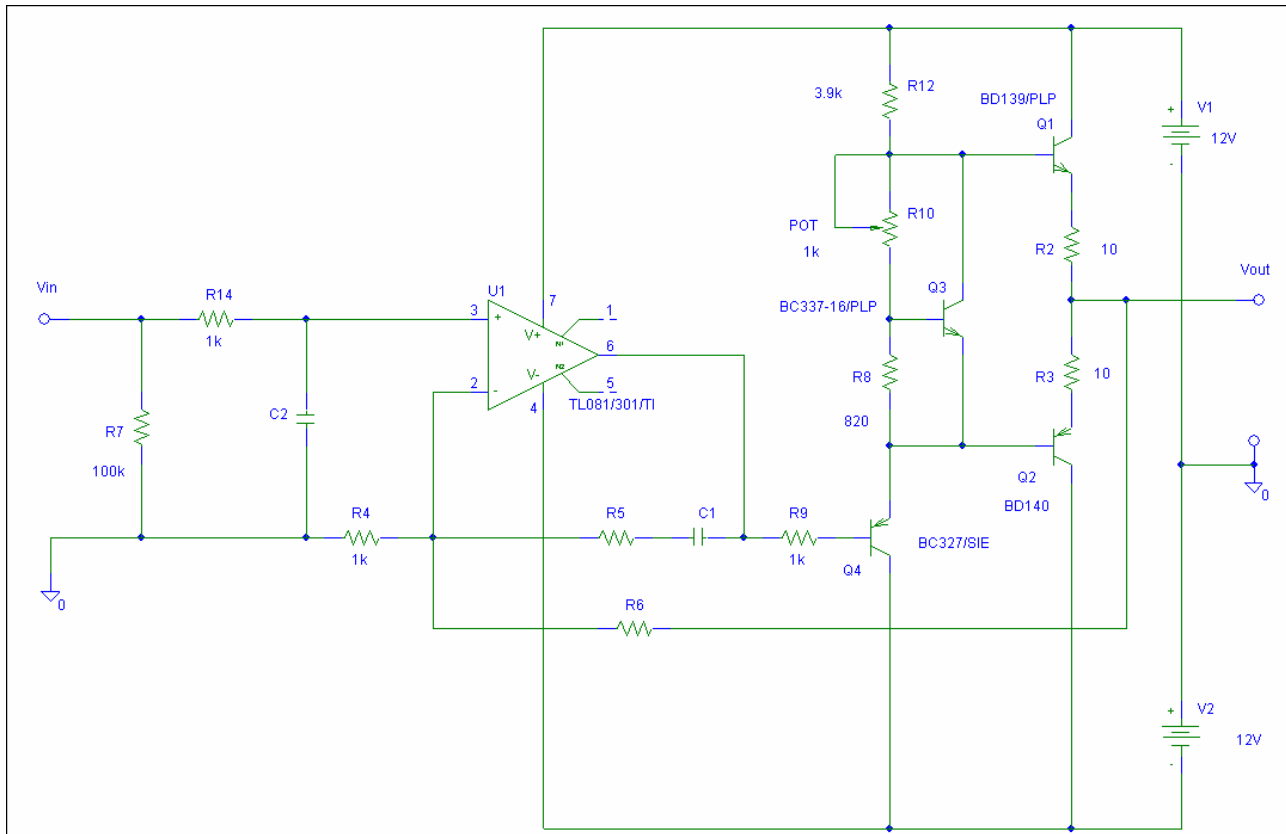 R12
3.9k
BD139/PLP
V1
+
Q1
12V
-
R10
POT
1k
R2
10
Vin
Vout
U1
Q3
R14
7
BC337-16/PLP
3
+
1
1k
V+
N1
6
R8
R3
10
2
-
V-
N2
5
4
TL081/301/TI
C2
820
R7
Q2
100k
0
BD140
R4
R5
C1
R9
1k
1k
BC327/SIE
Q4
0
R6
V2
+
12V
-